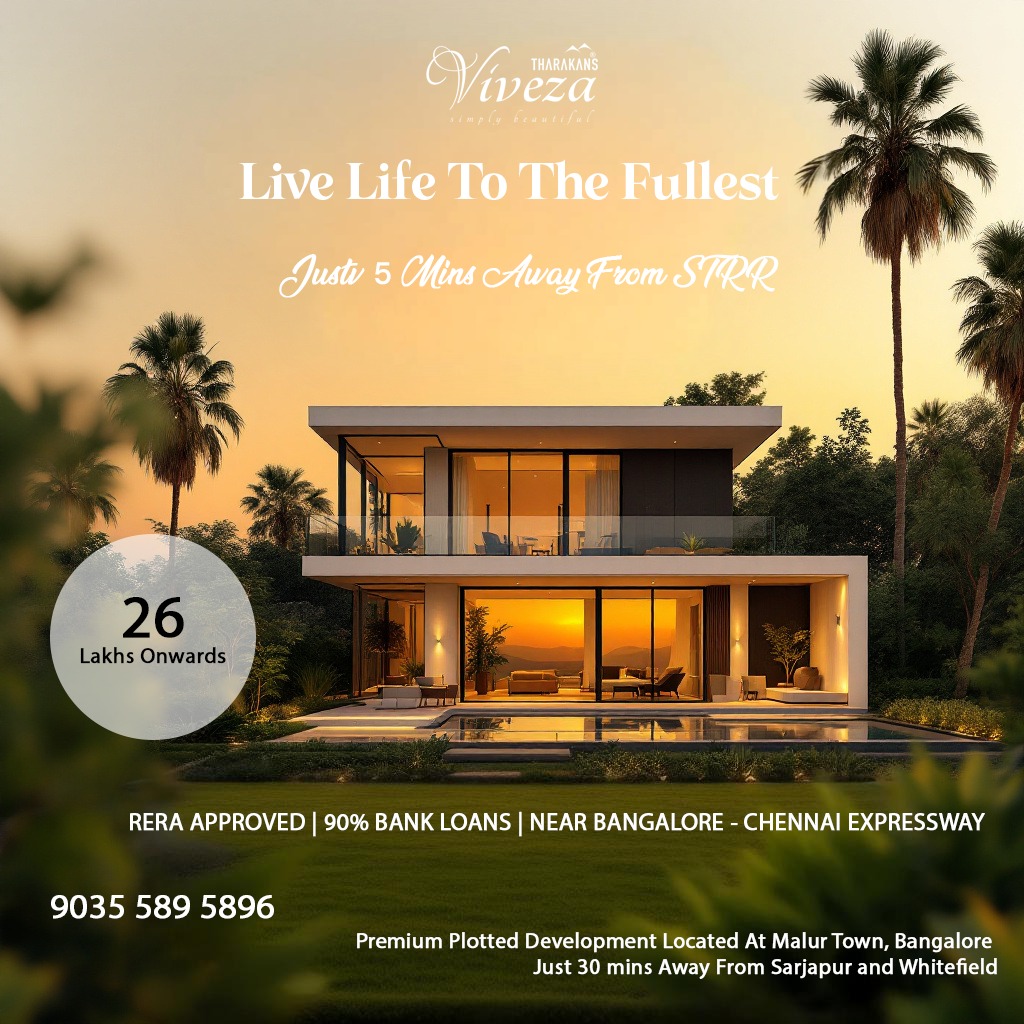 THARAKANS
Viveza
simply beautiful
Live Life To The Fullest
Just 5 Mins Away From STRR
26
Lakhs Onwards
RERA APPROVED | 90% BANK LOANS | NEAR BANGALORE - CHENNAI EXPRESSWAY
9035 589 5896
Premium Plotted Development Located At Malur Town, Bangalore
Just 30 mins Away From Sarjapur and Whitefield